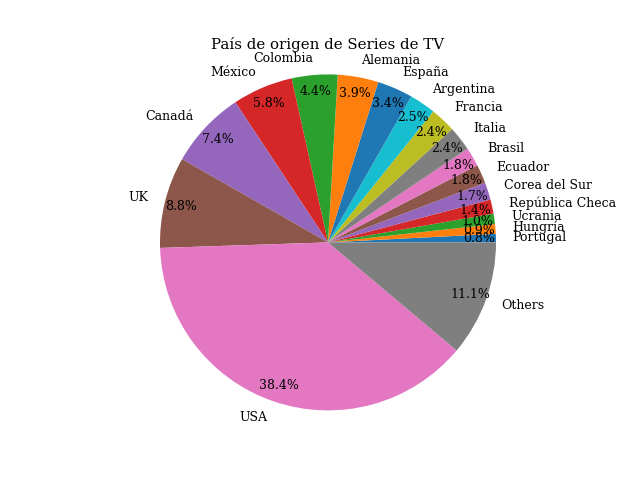 País de origen de Series de TV
Portugal
0.8%
Hungría
0.9%
Ucrania
1.0%
República Checa
1.4%
Corea del Sur
1.7%
Ecuador
1.8%
Brasil
1.8%
Italia
2.4%
Francia
2.4%
Argentina
2.5%
España
3.4%
Alemania
3.9%
Colombia
4.4%
México
5.8%
Canadá
7.4%
UK
8.8%
USA
38.4%
Others
11.1%